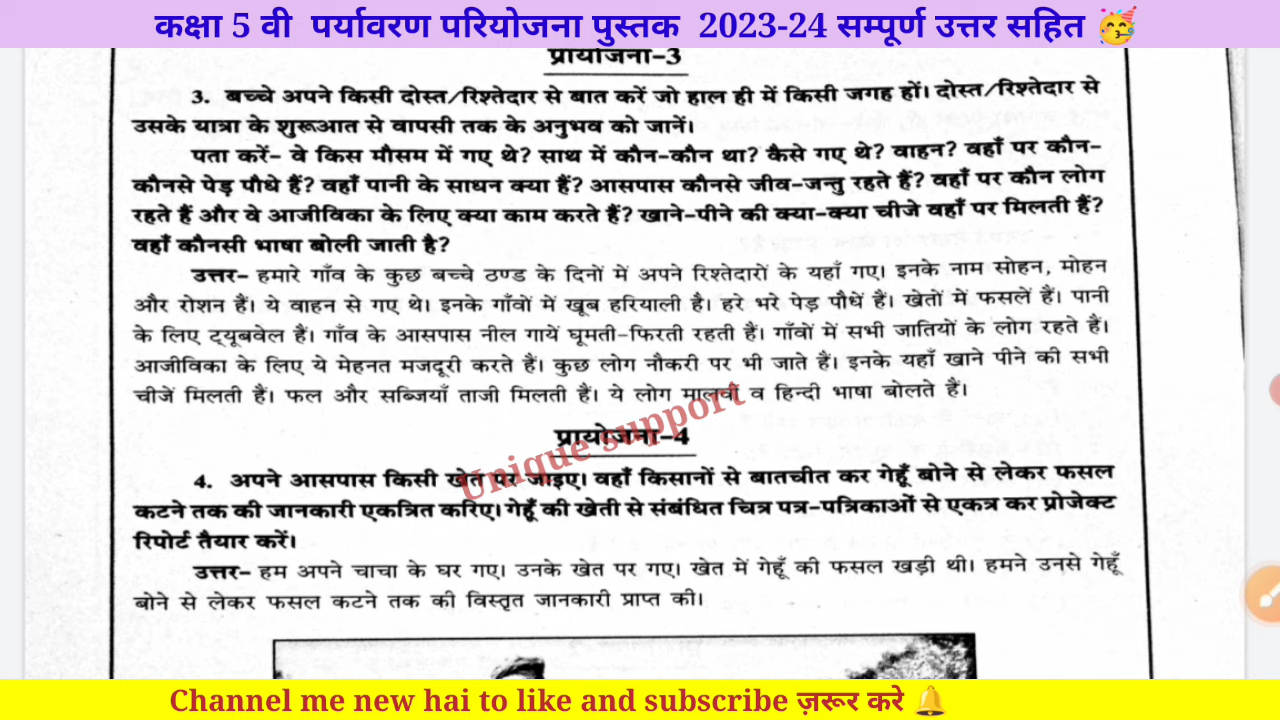 कक्षा 5 वी पर्यावरण परियोजना पुस्तक 2023-24 सम्पूर्ण उत्तर सहित 🥳
प्रायोजना-3
3. बच्चे अपने किसी दोस्त/रिश्तेदार से बात करें जो हाल ही में किसी जगह हों। दोस्त/रिश्तेदार से
उसके यात्रा के शुरूआत से वापसी तक के अनुभव को जानें।
पता करें- वे किस मौसम में गए थे? साथ में कौन-कौन था? कैसे गए थे? वाहन? वहाँ पर कौन-
कौनसे पेड़ पौधे हैं? वहाँ पानी के साधन क्या हैं? आसपास कौनसे जीव-जन्तु रहते हैं? वहाँ पर कौन लोग
रहते हैं और वे आजीविका के लिए क्या काम करते हैं? खाने-पीने की क्या-क्या चीजे वहाँ पर मिलती हैं?
वहाँ कौनसी भाषा बोली जाती है?
उत्तर- हमारे गाँव के कुछ बच्चे ठण्ड के दिनों में अपने रिश्तेदारों के यहाँ गए। इनके नाम सोहन, मोहन
और रोशन हैं। ये वाहन से गए थे। इनके गाँवों में खूब हरियाली है। हरे भरे पेड़ पौधें हैं। खेतों में फसलें हैं। पानी
के लिए ट्यूबवेल हैं। गाँव के आसपास नील गायें घूमती-फिरती रहती हैं। गाँवों में सभी जातियों के लोग रहते हैं।
आजीविका के लिए ये मेहनत मजदूरी करते हैं। कुछ लोग नौकरी पर भी जाते हैं। इनके यहाँ खाने पीने की सभी
चीजें मिलती हैं। फल और सब्जियाँ ताजी मिलती हैं। ये लोग मालवी व हिन्दी भाषा बोलते हैं।
Unique support
प्रायोजना-4
4. अपने आसपास किसी खेत पर जाइए। वहाँ किसानों से बातचीत कर गेहूँ बोने से लेकर फसल
कटने तक की जानकारी एकत्रित करिए। गेहूँ की खेती से संबंधित चित्र पत्र-पत्रिकाओं से एकत्र कर प्रोजेक्ट
रिपोर्ट तैयार करें।
उत्तर- हम अपने चाचा के घर गए। उनके खेत पर गए। खेत में गेहूँ की फसल खड़ी थी। हमने उनसे गेहूँ
बोने से लेकर फसल कटने तक की विस्तृत जानकारी प्राप्त की।
Channel me new hai to like and subscribe ज़रूर करे 🔔